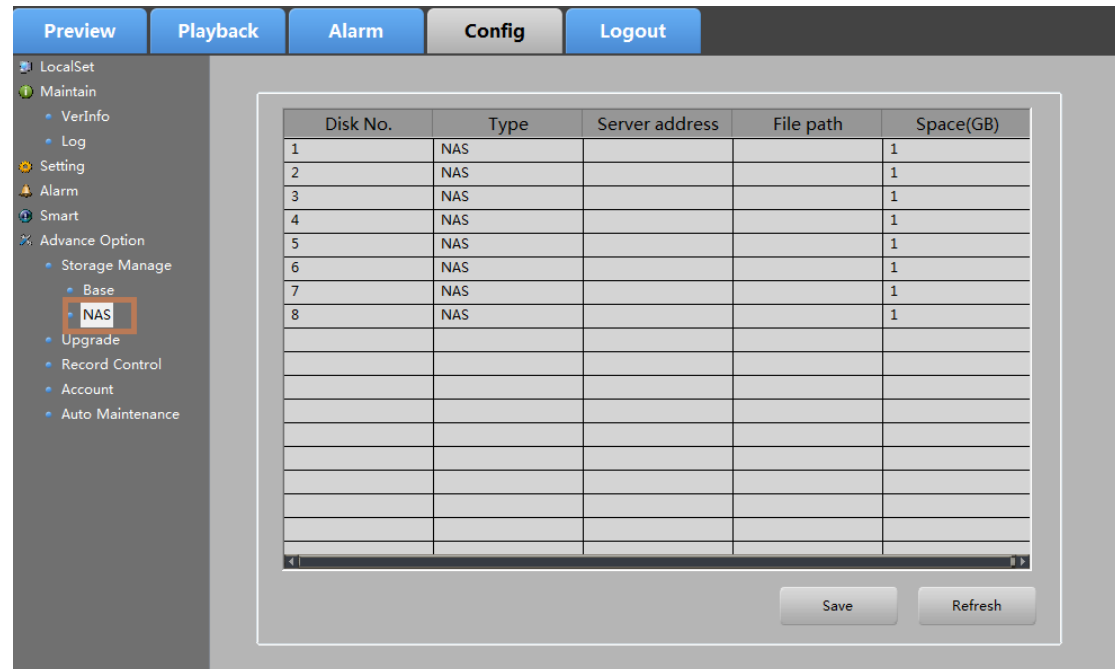 Preview Playback Alarm Config Logout
LocalSet
Maintain
VerInfo
Log
Setting
Alarm
Smart
Advance Option
Storage Manage
Base
NAS
Upgrade
Record Control
Account
Auto Maintenance
Disk No. Type Server address File path Space(GB)
1 NAS 1
2 NAS 1
3 NAS 1
4 NAS 1
5 NAS 1
6 NAS 1
7 NAS 1
8 NAS 1
Save Refresh